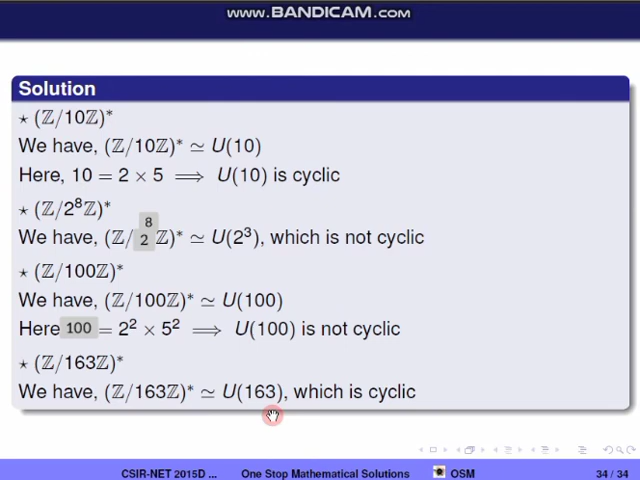 www.BANDICAM.com
Solution
⋆ (ℤ/10ℤ)*
We have, (ℤ/10ℤ)* ≃ U(10)
Here, 10 = 2 × 5 ⟹ U(10) is cyclic
⋆ (ℤ/2⁸ℤ)*
We have, (ℤ/2⁸ℤ)* ≃ U(2³), which is not cyclic
⋆ (ℤ/100ℤ)*
We have, (ℤ/100ℤ)* ≃ U(100)
Here 100 = 2² × 5² ⟹ U(100) is not cyclic
⋆ (ℤ/163ℤ)*
We have, (ℤ/163ℤ)* ≃ U(163), which is cyclic
CSIR-NET 2015D ... One Stop Mathematical Solutions OSM 34 / 34